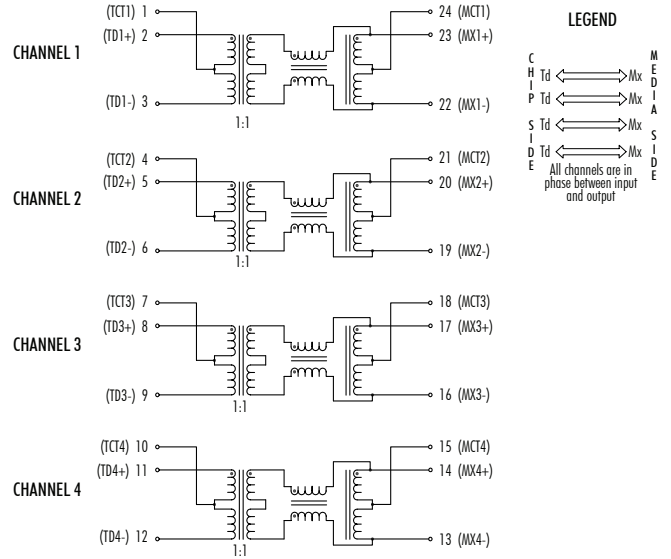 CHANNEL 1
(TCT1) 1
(TD1+) 2
(TD1-) 3
1:1
24 (MCT1)
23 (MX1+)
22 (MX1-)
CHANNEL 2
(TCT2) 4
(TD2+) 5
(TD2-) 6
1:1
21 (MCT2)
20 (MX2+)
19 (MX2-)
CHANNEL 3
(TCT3) 7
(TD3+) 8
(TD3-) 9
1:1
18 (MCT3)
17 (MX3+)
16 (MX3-)
CHANNEL 4
(TCT4) 10
(TD4+) 11
(TD4-) 12
1:1
15 (MCT4)
14 (MX4+)
13 (MX4-)
LEGEND
CHIP SIDE
Td Mx
Td Mx
Td Mx
Td Mx
MEDIA SIDE
All channels are in
phase between input
and output